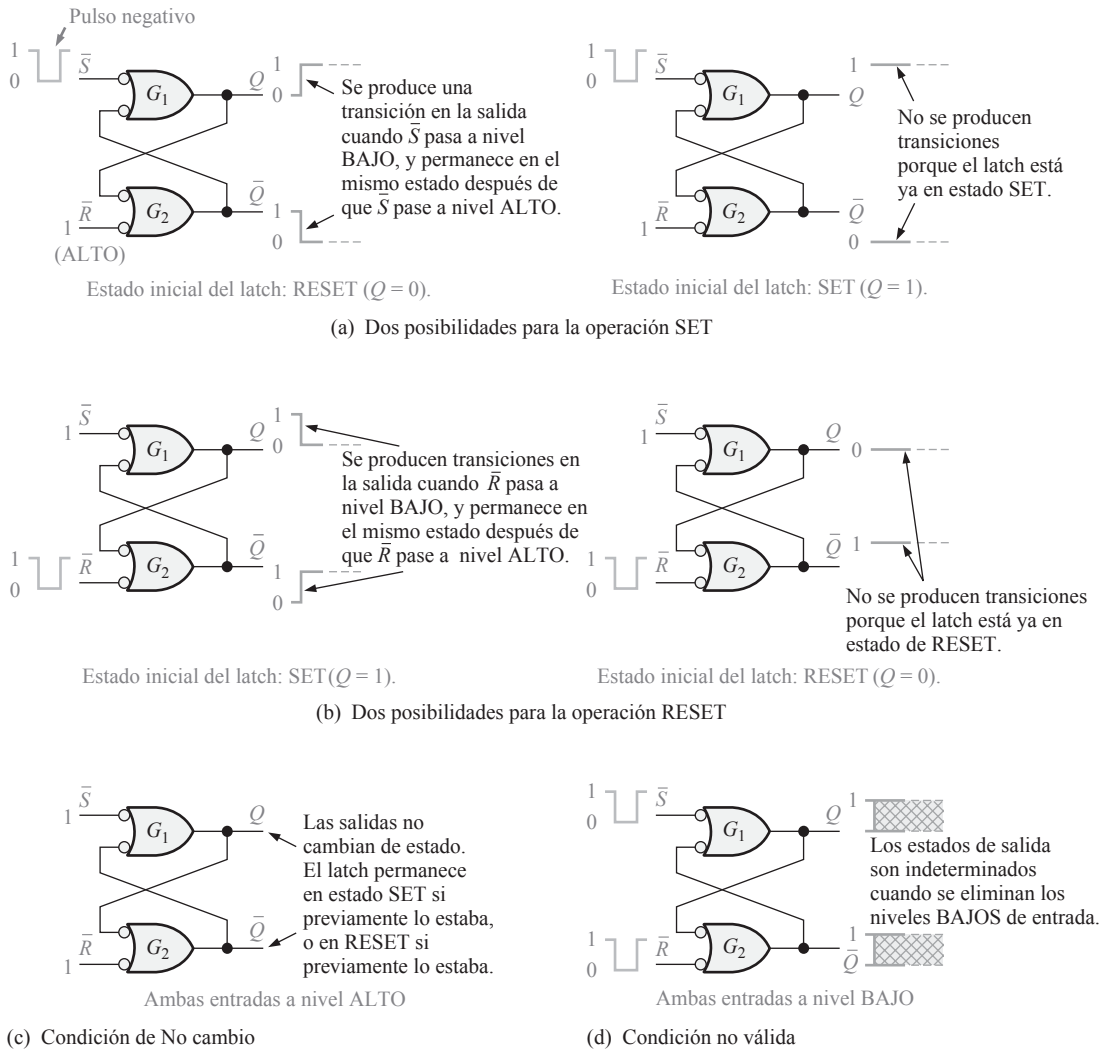 Pulso negativo
1
0
S̄
G1
Q
1
0
Se produce una
transición en la salida
cuando S̄ pasa a nivel
BAJO, y permanece en el
mismo estado después de
que S̄ pase a nivel ALTO.
R̄
1
(ALTO)
G2
Q̄
1
0
Estado inicial del latch: RESET (Q = 0).
1
0
S̄
G1
1
Q
No se producen
transiciones
porque el latch está
ya en estado SET.
R̄
1
G2
Q̄
0
Estado inicial del latch: SET (Q = 1).
(a) Dos posibilidades para la operación SET
S̄
1
G1
Q
1
0
Se producen transiciones en
la salida cuando R̄ pasa a
nivel BAJO, y permanece en
el mismo estado después de
que R̄ pase a nivel ALTO.
1
0
R̄
G2
Q̄
1
0
Estado inicial del latch: SET (Q = 1).
S̄
1
G1
Q
0
1
0
R̄
G2
Q̄
1
No se producen transiciones
porque el latch está ya en
estado de RESET.
Estado inicial del latch: RESET (Q = 0).
(b) Dos posibilidades para la operación RESET
S̄
1
G1
Q
Las salidas no
cambian de estado.
El latch permanece
en estado SET si
previamente lo estaba,
o en RESET si
previamente lo estaba.
R̄
1
G2
Q̄
Ambas entradas a nivel ALTO
(c) Condición de No cambio
1
0
S̄
G1
Q
1
0
Los estados de salida
son indeterminados
cuando se eliminan los
niveles BAJOS de entrada.
1
0
R̄
G2
1
Q̄
0
Ambas entradas a nivel BAJO
(d) Condición no válida